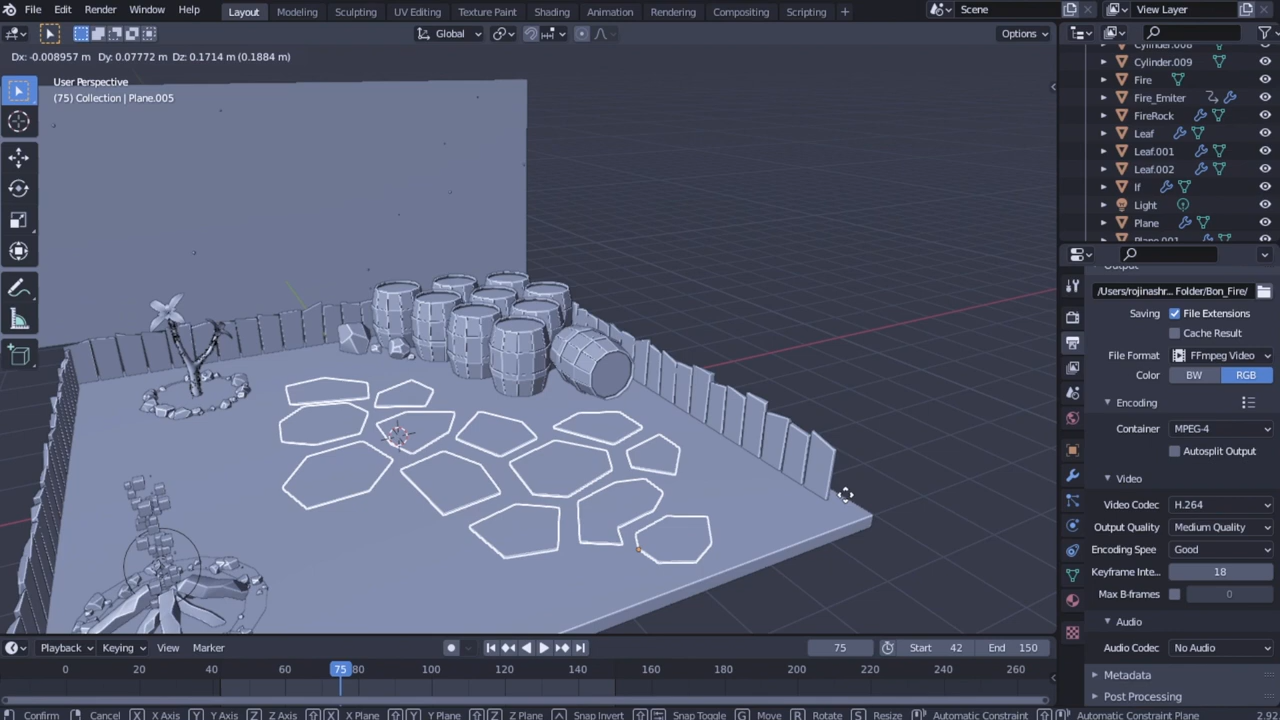 File Edit Render Window Help Layout Modeling Sculpting UV Editing Texture Paint Shading Animation Rendering Compositing Scripting + Scene View Layer
Global Options
Dx: -0.008957 m Dy: 0.07772 m Dz: 0.1714 m (0.1884 m)
User Perspective
(75) Collection | Plane.005
Cylinder.008
Cylinder.009
Fire
Fire_Emiter
FireRock
Leaf
Leaf.001
Leaf.002
lf
Light
Plane
Plane.001
Output
/Users/rojinashr... Folder/Bon_Fire/
Saving File Extensions
Cache Result
File Format FFmpeg Video
Color BW RGB
Encoding
Container MPEG-4
Autosplit Output
Video
Video Codec H.264
Output Quality Medium Quality
Encoding Spee Good
Keyframe Inte... 18
Max B-frames 0
Audio
Audio Codec No Audio
Metadata
Post Processing
Playback Keying View Marker 75 Start 42 End 150
0 20 40 60 75 80 100 120 140 160 180 200 220 240 260
Confirm Cancel X X Axis Y Y Axis Z Z Axis X X Plane Y Y Plane Z Z Plane Snap Invert Snap Toggle G Move R Rotate S Resize Automatic Constraint Automatic Constraint Plane 2.92